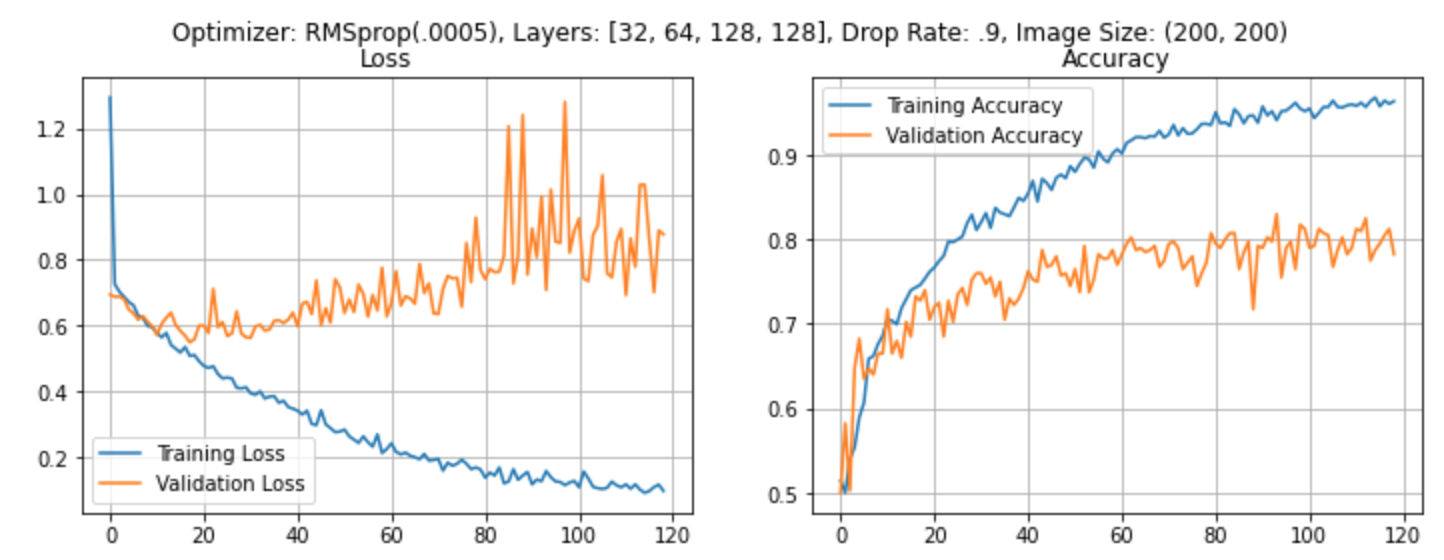 Optimizer: RMSprop(.0005), Layers: [32, 64, 128, 128], Drop Rate: .9, Image Size: (200, 200)
Loss
1.2
1.0
0.8
0.6
0.4
0.2
Training Loss
Validation Loss
0 20 40 60 80 100 120
Accuracy
Training Accuracy
Validation Accuracy
0.9
0.8
0.7
0.6
0.5
0 20 40 60 80 100 120